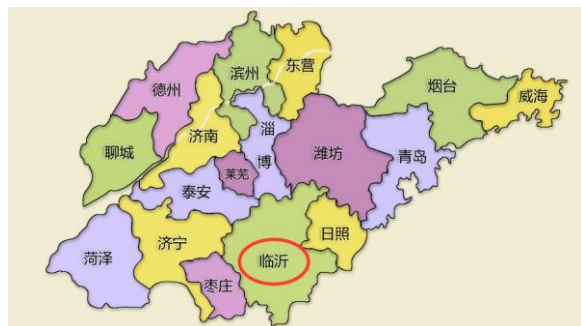 滨州
东营
德州
烟台
威海
济南
淄博
聊城
潍坊
青岛
莱芜
泰安
日照
济宁
临沂
菏泽
枣庄